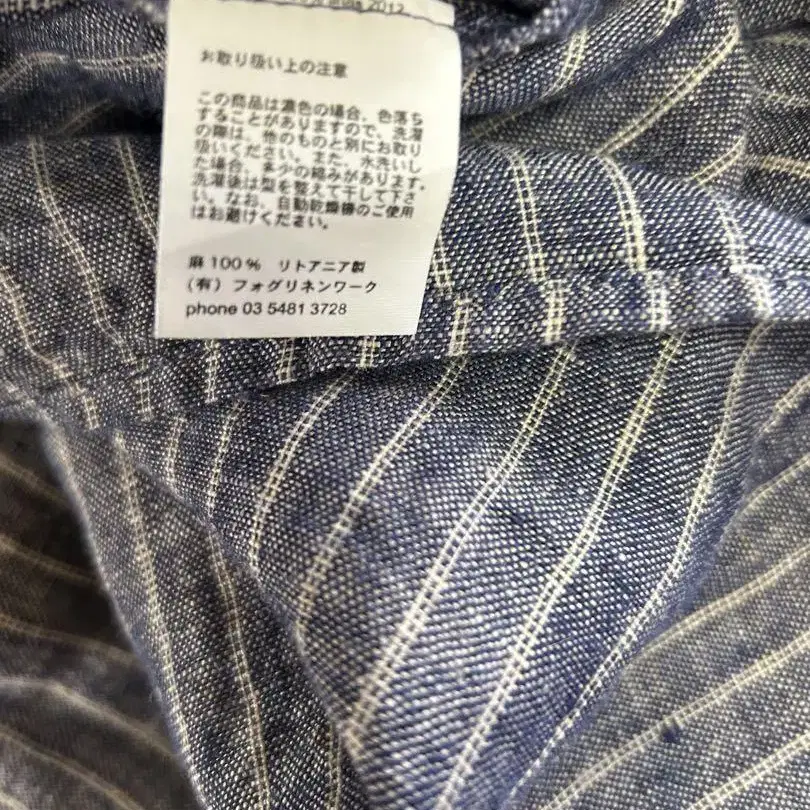 2012
お取り扱い上の注意
この商品は濃色の場合、色落ち
することがありますので、洗濯
の際は、他のものと別にお取り
扱いください。また、水洗いし
た場合、多少の縮みがあります。
洗濯後は型を整えて干して下さ
い。なお、自動乾燥機のご使用
はお避けください。
麻 100 % リトアニア製
(有) フォグリネンワーク
phone 03 5481 3728